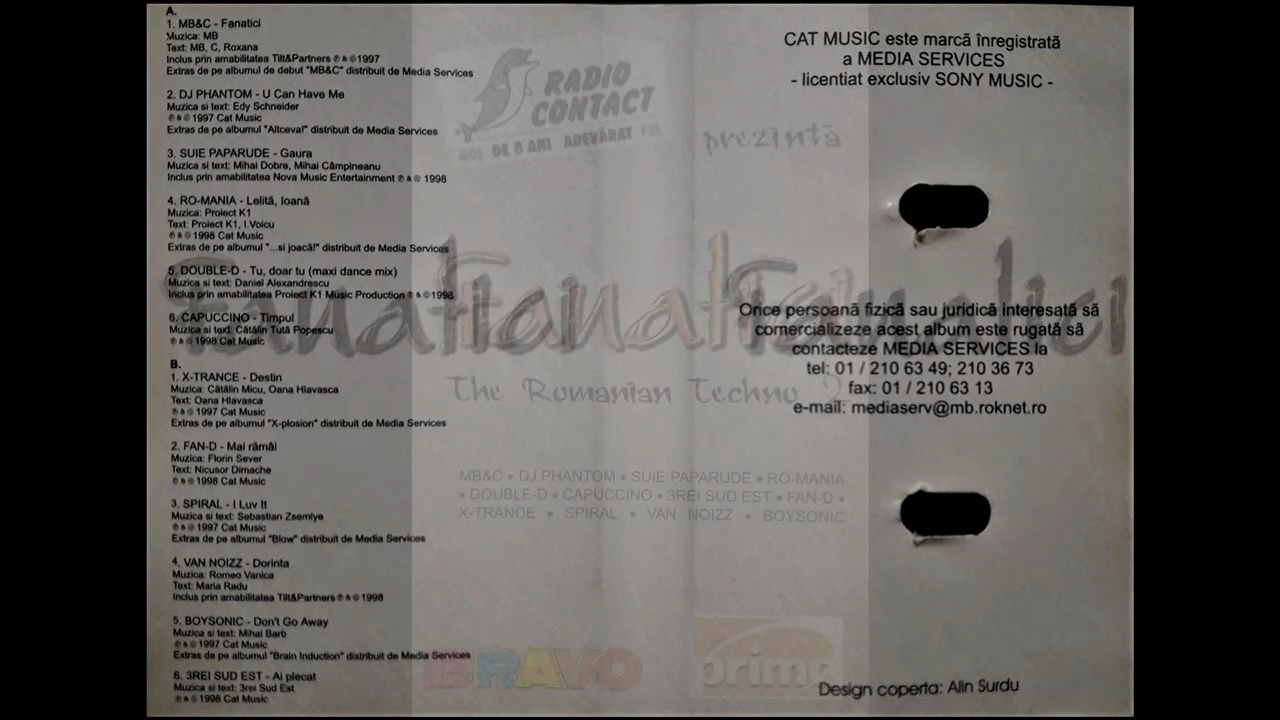 A.
1. MB&C - Fanatici
Muzica: MB
Text: MB, C, Roxana
Inclus prin amabilitatea Tilt&Partners ℗ & © 1997
Extras de pe albumul de debut "MB&C" distribuit de Media Services
2. DJ PHANTOM - U Can Have Me
Muzica si text: Edy Schneider
℗ & © 1997 Cat Music
Extras de pe albumul "Altceva!" distribuit de Media Services
3. SUIE PAPARUDE - Gaura
Muzica si text: Mihai Dobre, Mihai Câmpineanu
Inclus prin amabilitatea Nova Music Entertainment ℗ & © 1998
4. RO-MANIA - Lelită, Ioană
Muzica: Proiect K1
Text: Proiect K1, I.Voicu
℗ & © 1998 Cat Music
Extras de pe albumul "...si joacă!" distribuit de Media Services
5. DOUBLE-D - Tu, doar tu (maxi dance mix)
Muzica si text: Daniel Alexandrescu
Inclus prin amabilitatea Proiect K1 Music Production ℗ & © 1998
6. CAPUCCINO - Timpul
Muzica si text: Cătălin Tută Popescu
℗ & © 1998 Cat Music
B.
1. X-TRANCE - Destin
Muzica: Cătălin Micu, Oana Hlavasca
Text: Oana Hlavasca
℗ & © 1997 Cat Music
Extras de pe albumul "X-plosion" distribuit de Media Services
2. FAN-D - Mai rămâi
Muzica: Florin Sever
Text: Nicusor Dimache
℗ & © 1998 Cat Music
3. SPIRAL - I Luv It
Muzica si text: Sebastian Zsemlye
℗ & © 1997 Cat Music
Extras de pe albumul "Blow" distribuit de Media Services
4. VAN NOIZZ - Dorinta
Muzica: Romeo Vanica
Text: Maria Radu
Inclus prin amabilitatea Tilt&Partners ℗ & © 1998
5. BOYSONIC - Don't Go Away
Muzica si text: Mihai Barb
℗ & © 1997 Cat Music
Extras de pe albumul "Brain Induction" distribuit de Media Services
6. 3REI SUD EST - Ai plecat
Muzica si text: 3rei Sud Est
℗ & © 1998 Cat Music
RADIO
CONTACT
NOI DE 8 ANI ADEVĂRAT FM
prezintă
Fanatici
The Romanian Techno 2
MB&C • DJ PHANTOM • SUIE PAPARUDE • RO-MANIA
• DOUBLE-D • CAPUCCINO • 3REI SUD EST • FAN-D •
X-TRANCE • SPIRAL • VAN NOIZZ • BOYSONIC
BRAVO
prima
CAT MUSIC este marcă înregistrată
a MEDIA SERVICES
- licentiat exclusiv SONY MUSIC -
Orice persoană fizică sau juridică interesată să
comercializeze acest album este rugată să
contacteze MEDIA SERVICES la
tel: 01 / 210 63 49; 210 36 73
fax: 01 / 210 63 13
e-mail: mediaserv@mb.roknet.ro
Design coperta: Alin Surdu